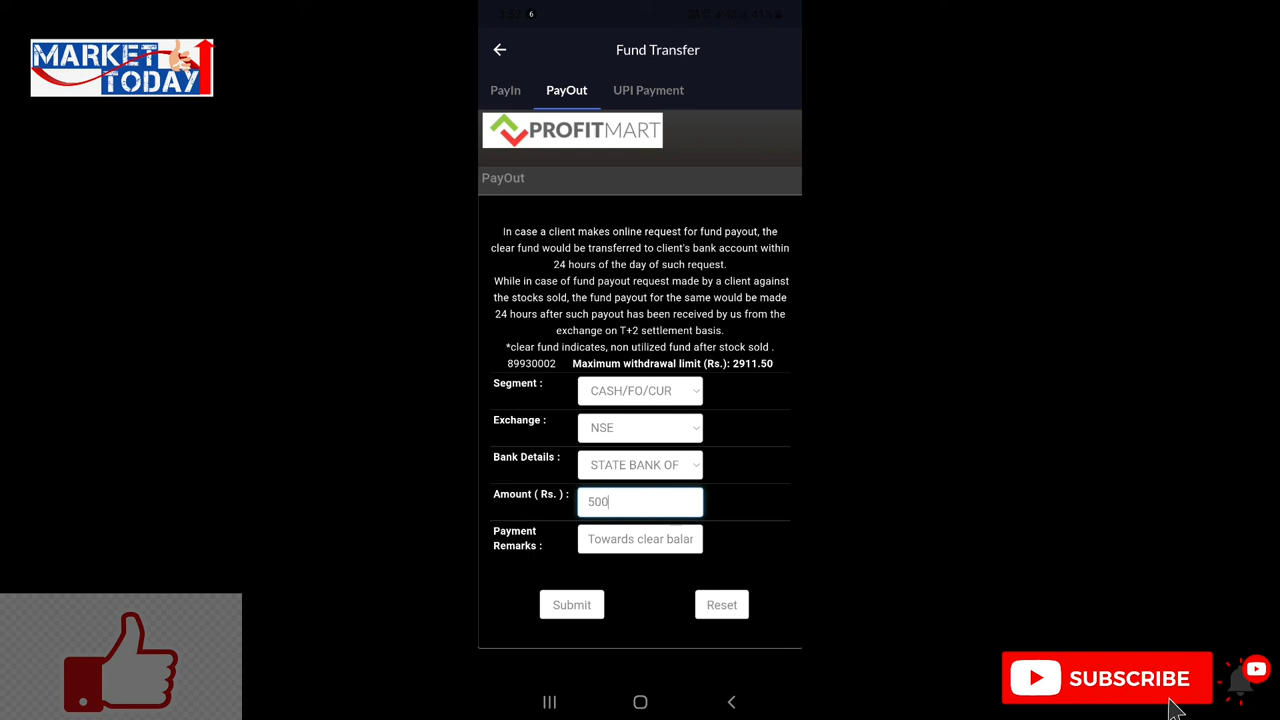 MARKET
TODAY
3:52 6 41%
Fund Transfer
PayIn PayOut UPI Payment
PROFITMART
PayOut
In case a client makes online request for fund payout, the
clear fund would be transferred to client's bank account within
24 hours of the day of such request.
While in case of fund payout request made by a client against
the stocks sold, the fund payout for the same would be made
24 hours after such payout has been received by us from the
exchange on T+2 settlement basis.
*clear fund indicates, non utilized fund after stock sold .
89930002 Maximum withdrawal limit (Rs.): 2911.50
Segment : CASH/FO/CUR
Exchange : NSE
Bank Details : STATE BANK OF
Amount ( Rs. ) : 500
Payment
Remarks : Towards clear balar
Submit Reset
SUBSCRIBE